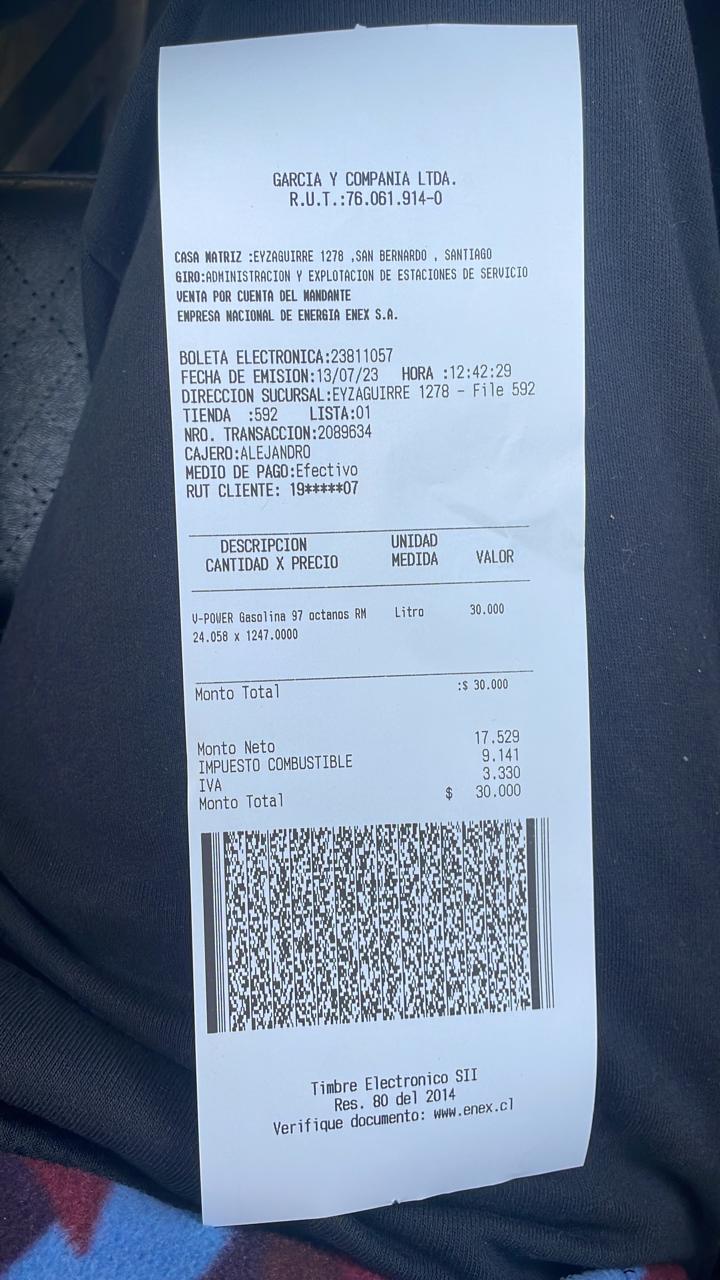 GARCIA Y COMPANIA LTDA.
R.U.T.:76.061.914-0
CASA MATRIZ :EYZAGUIRRE 1278 ,SAN BERNARDO , SANTIAGO
GIRO:ADMINISTRACION Y EXPLOTACION DE ESTACIONES DE SERVICIO
VENTA POR CUENTA DEL MANDANTE
EMPRESA NACIONAL DE ENERGIA ENEX S.A.
BOLETA ELECTRONICA:23811057
FECHA DE EMISION:13/07/23 HORA :12:42:29
DIRECCION SUCURSAL:EYZAGUIRRE 1278 - File 592
TIENDA :592 LISTA:01
NRO. TRANSACCION:2089634
CAJERO:ALEJANDRO
MEDIO DE PAGO:Efectivo
RUT CLIENTE: 19*****07
DESCRIPCION UNIDAD
CANTIDAD X PRECIO MEDIDA VALOR
V-POWER Gasolina 97 octanos RM Litro 30.000
24.058 x 1247.0000
Monto Total :$ 30.000
Monto Neto 17.529
IMPUESTO COMBUSTIBLE 9.141
IVA 3.330
Monto Total $ 30.000
Timbre Electronico SII
Res. 80 del 2014
Verifique documento: www.enex.cl